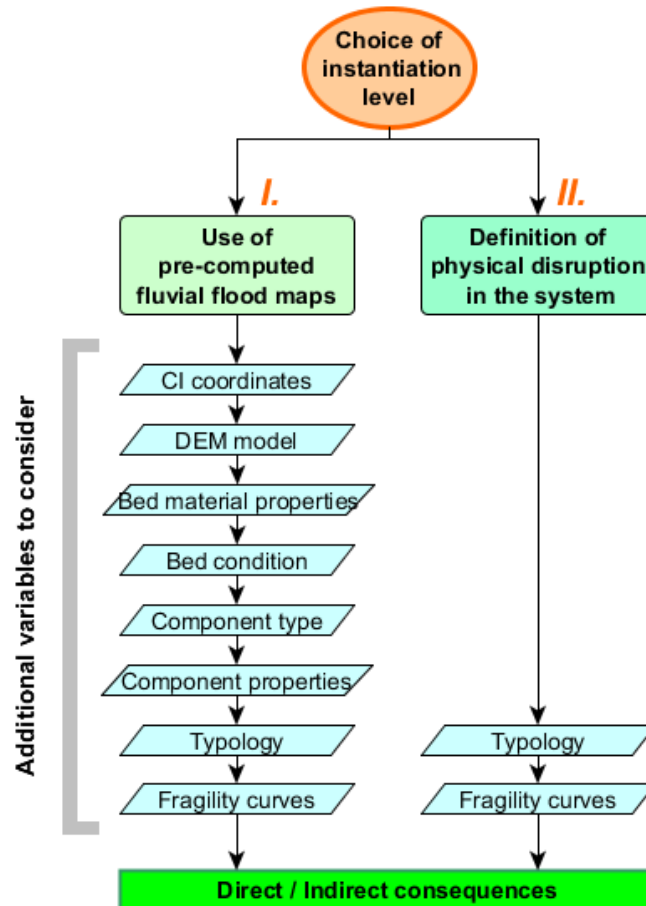 Choice of
instantiation
level
I.
II.
Use of
pre-computed
fluvial flood maps
Definition of
physical disruption
in the system
Additional variables to consider
CI coordinates
DEM model
Bed material properties
Bed condition
Component type
Component properties
Typology
Fragility curves
Typology
Fragility curves
Direct / Indirect consequences